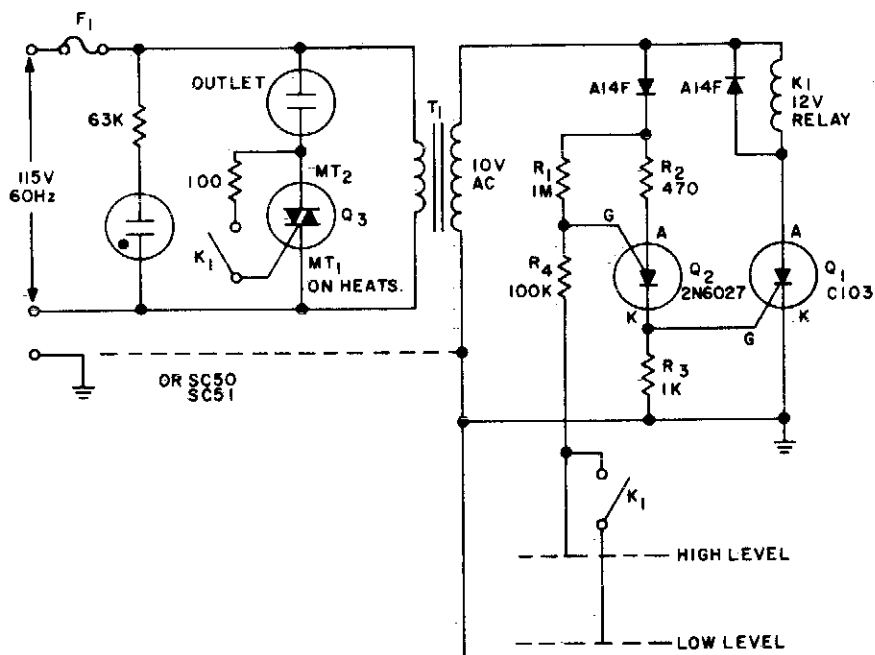 F1
OUTLET
A14F
A14F
K1
12V
RELAY
63K
T1
115V
60Hz
100
MT2
Q3
10V
AC
R1
1M
R2
470
G
A
A
K1
MT1
ON HEATS.
R4
100K
Q2
2N6027
Q1
C103
K
K
G
R3
1K
OR SC50
SC51
K1
HIGH LEVEL
LOW LEVEL